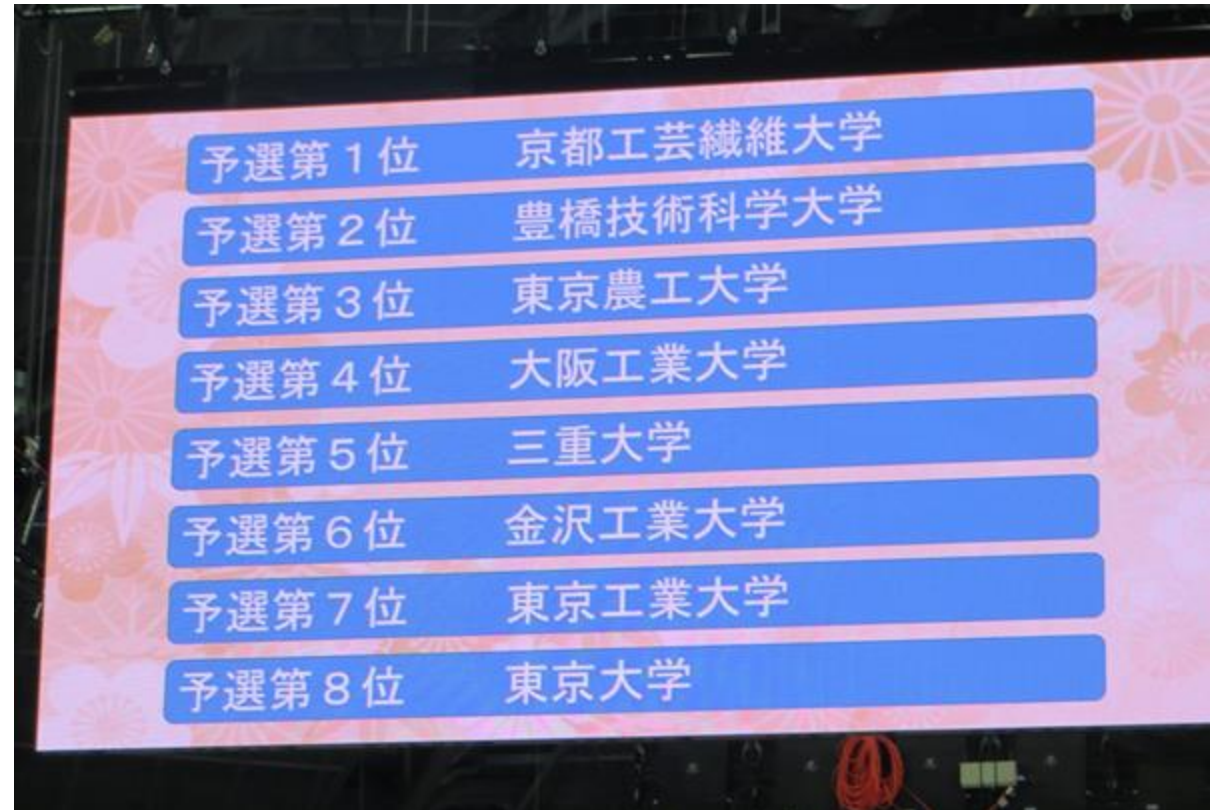 予選第１位　京都工芸繊維大学
予選第２位　豊橋技術科学大学
予選第３位　東京農工大学
予選第４位　大阪工業大学
予選第５位　三重大学
予選第６位　金沢工業大学
予選第７位　東京工業大学
予選第８位　東京大学